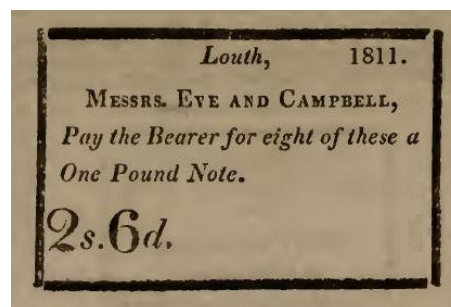 Louth, 1811.
MESSRS. EVE AND CAMPBELL,
Pay the Bearer for eight of these a
One Pound Note.
2s.6d.